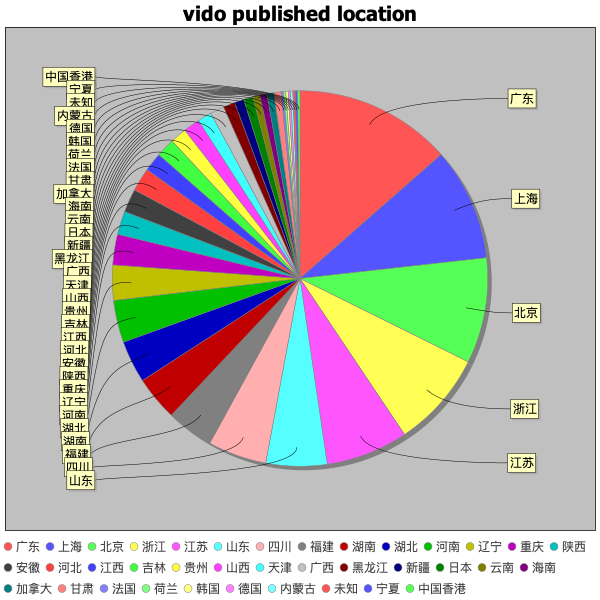 vido published location
中国香港
宁夏
未知
内蒙古
德国
韩国
荷兰
法国
甘肃
加拿大
海南
云南
日本
新疆
黑龙江
广西
天津
山西
贵州
吉林
江西
河北
安徽
陕西
重庆
辽宁
河南
湖北
湖南
福建
四川
山东
广东
上海
北京
浙江
江苏
广东 上海 北京 浙江 江苏 山东 四川 福建 湖南 湖北 河南 辽宁 重庆 陕西
安徽 河北 江西 吉林 贵州 山西 天津 广西 黑龙江 新疆 日本 云南 海南
加拿大 甘肃 法国 荷兰 韩国 德国 内蒙古 未知 宁夏 中国香港